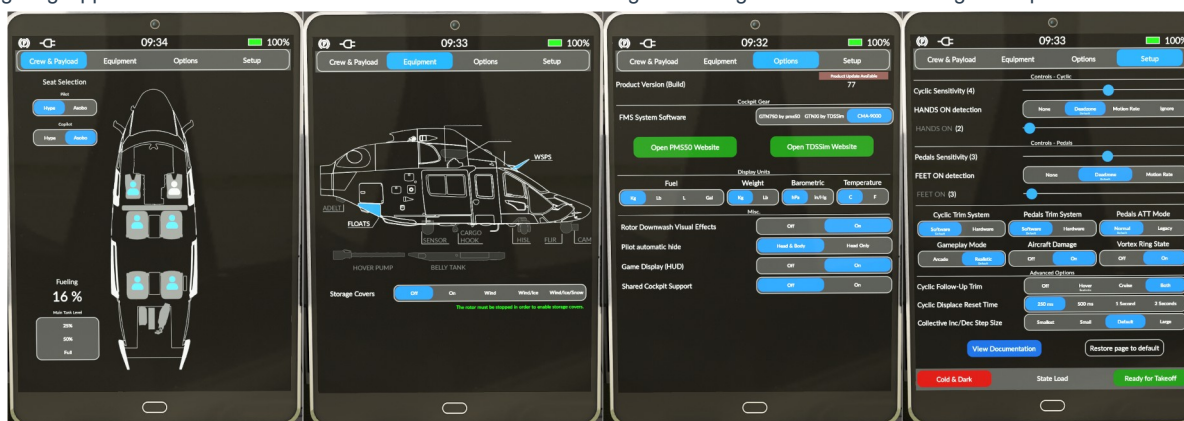 09:34
100%
Crew & Payload Equipment Options Setup
Seat Selection
Pilot
Hype Asobo
Copilot
Hype Asobo
Fueling
16 %
Main Tank Level
25%
50%
Full
09:33
100%
Crew & Payload Equipment Options Setup
WSPS
ADELT
FLOATS
SENSOR CARGO HOOK HISL FLIR CAM
HOVER PUMP BELLY TANK
Storage Covers Off On Wind Wind/Ice Wind/Ice/Snow
The rotor must be stopped in order to enable storage covers.
09:32
100%
Crew & Payload Equipment Options Setup
Product Update Available
Product Version (Build) 77
Cockpit Gear
FMS System Software GTN750 by pms50 GTNXi by TDSSim CMA-9000
Open PMS50 Website Open TDSSim Website
Display Units
Fuel Weight Barometric Temperature
Kg Lb L Gal Kg Lb hPa inHg C F
Misc.
Rotor Downwash Visual Effects Off On
Pilot automatic hide Head & Body Head Only
Game Display (HUD) Off On
Shared Cockpit Support Off On
09:33
100%
Crew & Payload Equipment Options Setup
Controls - Cyclic
Cyclic Sensitivity (4)
HANDS ON detection None Deadzone Motion Rate Ignore
HANDS ON (2)
Controls - Pedals
Pedals Sensitivity (3)
FEET ON detection None Deadzone Motion Rate
FEET ON (3)
Cyclic Trim System Pedals Trim System Pedals ATT Mode
Software Hardware Software Hardware Normal Legacy
Gameplay Mode Aircraft Damage Vortex Ring State
Arcade Realistic Off On Off On
Advanced Options
Cyclic Follow-Up Trim Off Hover Cruise Both
Cyclic Displace Reset Time 250 ms 500 ms 1 Second 2 Seconds
Collective Inc/Dec Step Size Smallest Small Default Large
View Documentation Restore page to default
Cold & Dark State Load Ready for Takeoff